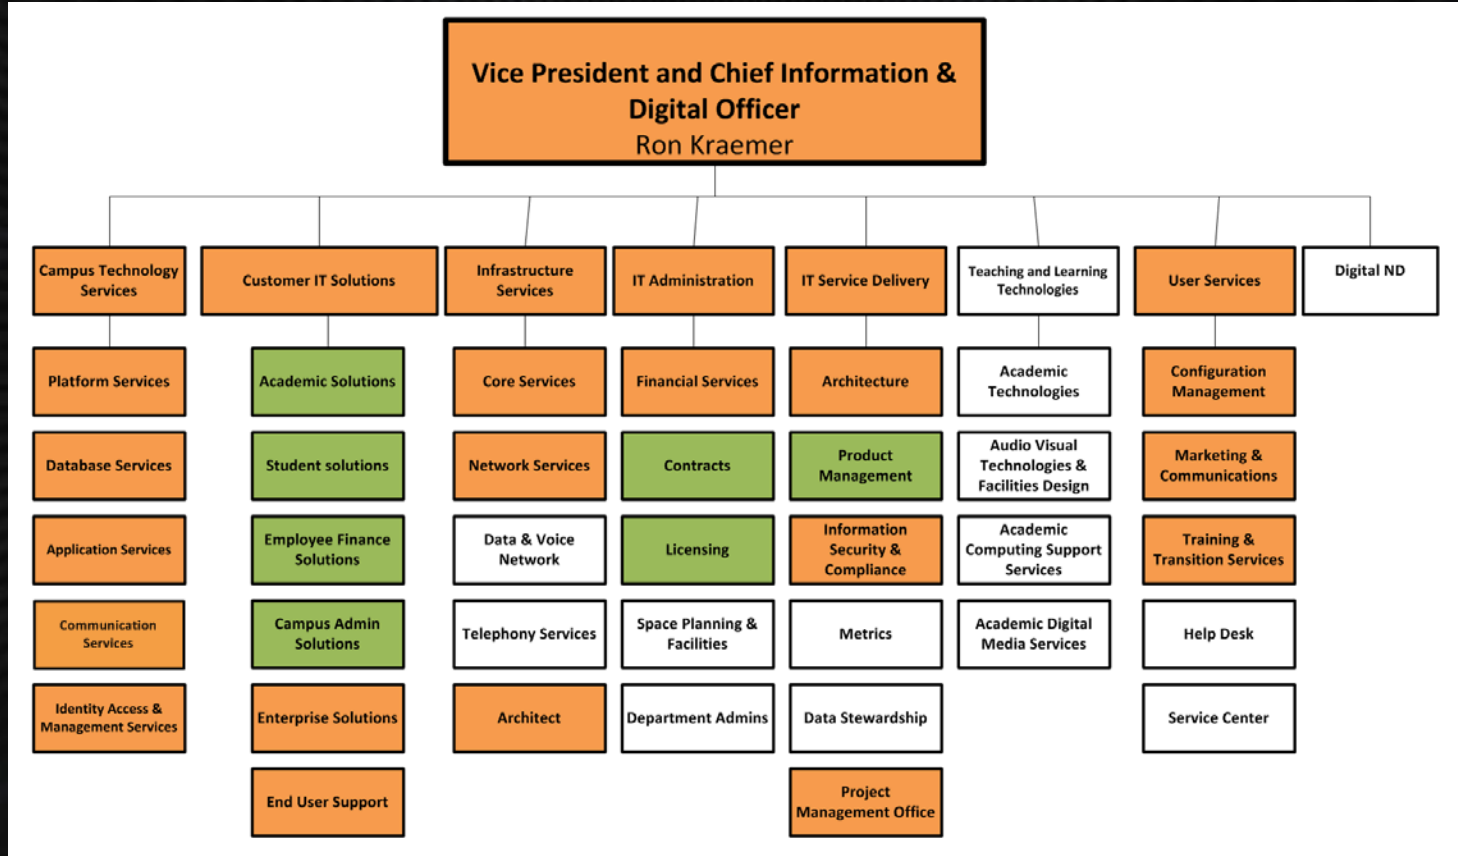 Vice President and Chief Information &
Digital Officer
Ron Kraemer
Campus Technology
Services
Customer IT Solutions
Infrastructure
Services
IT Administration
IT Service Delivery
Teaching and Learning
Technologies
User Services
Digital ND
Platform Services
Academic Solutions
Core Services
Financial Services
Architecture
Academic
Technologies
Configuration
Management
Database Services
Student solutions
Network Services
Contracts
Product
Management
Audio Visual
Technologies &
Facilities Design
Marketing &
Communications
Application Services
Employee Finance
Solutions
Data & Voice
Network
Licensing
Information
Security &
Compliance
Academic
Computing Support
Services
Training &
Transition Services
Communication
Services
Campus Admin
Solutions
Telephony Services
Space Planning &
Facilities
Metrics
Academic Digital
Media Services
Help Desk
Identity Access &
Management Services
Enterprise Solutions
Architect
Department Admins
Data Stewardship
Service Center
End User Support
Project
Management Office